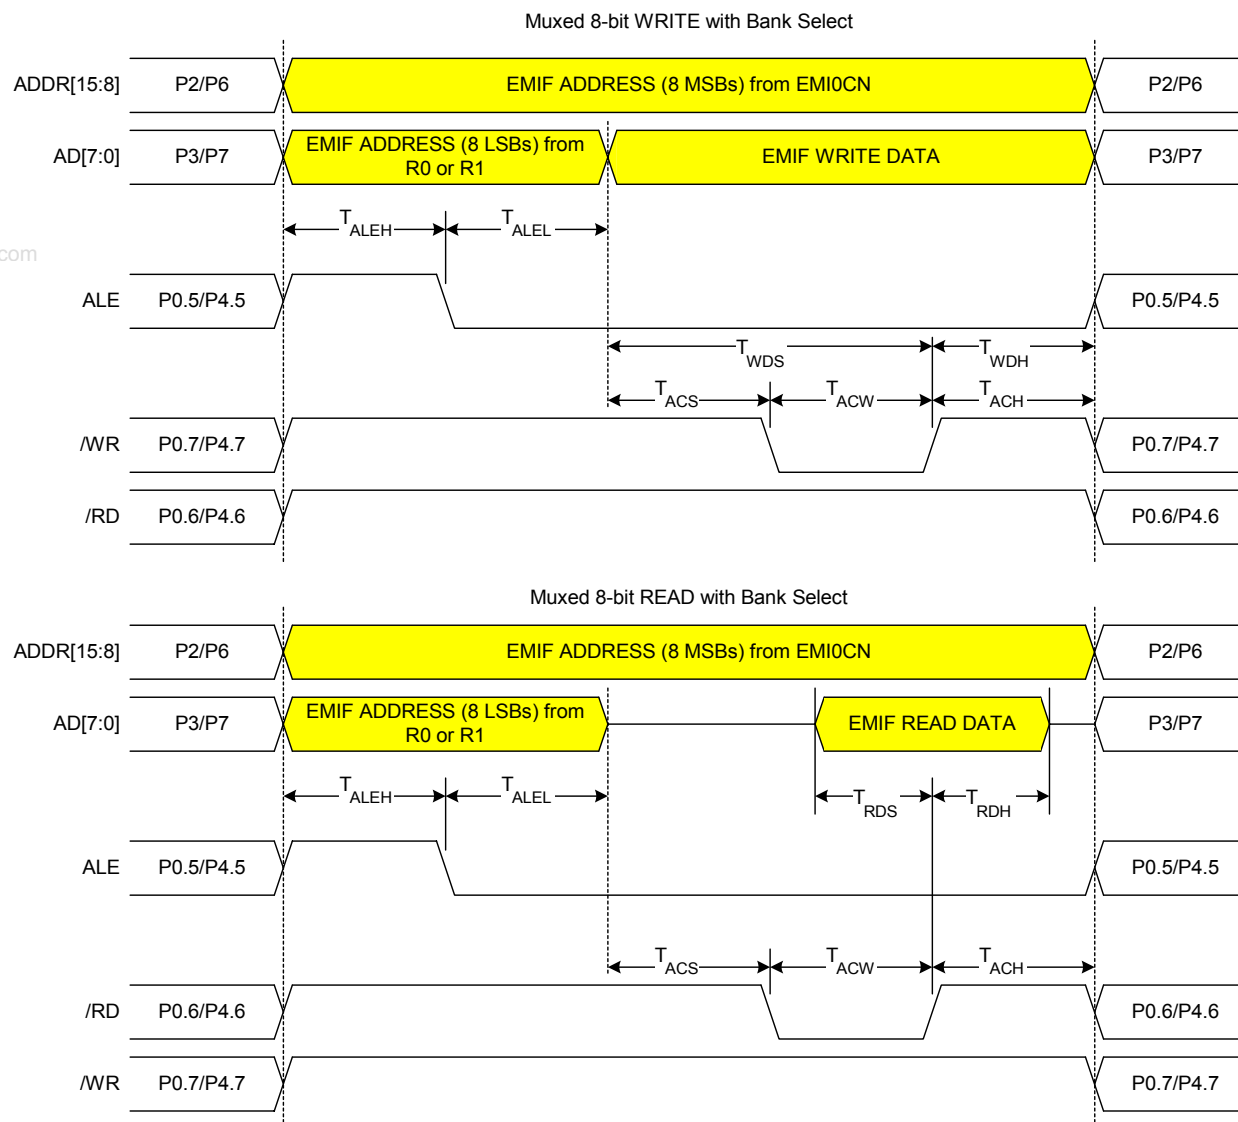 Muxed 8-bit WRITE with Bank Select
ADDR[15:8] P2/P6 EMIF ADDRESS (8 MSBs) from EMI0CN P2/P6
AD[7:0] P3/P7 EMIF ADDRESS (8 LSBs) from R0 or R1 EMIF WRITE DATA P3/P7
TALEH TALEL
com
ALE P0.5/P4.5 P0.5/P4.5
TWDS TWDH
TACS TACW TACH
/WR P0.7/P4.7 P0.7/P4.7
/RD P0.6/P4.6 P0.6/P4.6
Muxed 8-bit READ with Bank Select
ADDR[15:8] P2/P6 EMIF ADDRESS (8 MSBs) from EMI0CN P2/P6
AD[7:0] P3/P7 EMIF ADDRESS (8 LSBs) from R0 or R1 EMIF READ DATA P3/P7
TALEH TALEL TRDS TRDH
ALE P0.5/P4.5 P0.5/P4.5
TACS TACW TACH
/RD P0.6/P4.6 P0.6/P4.6
/WR P0.7/P4.7 P0.7/P4.7